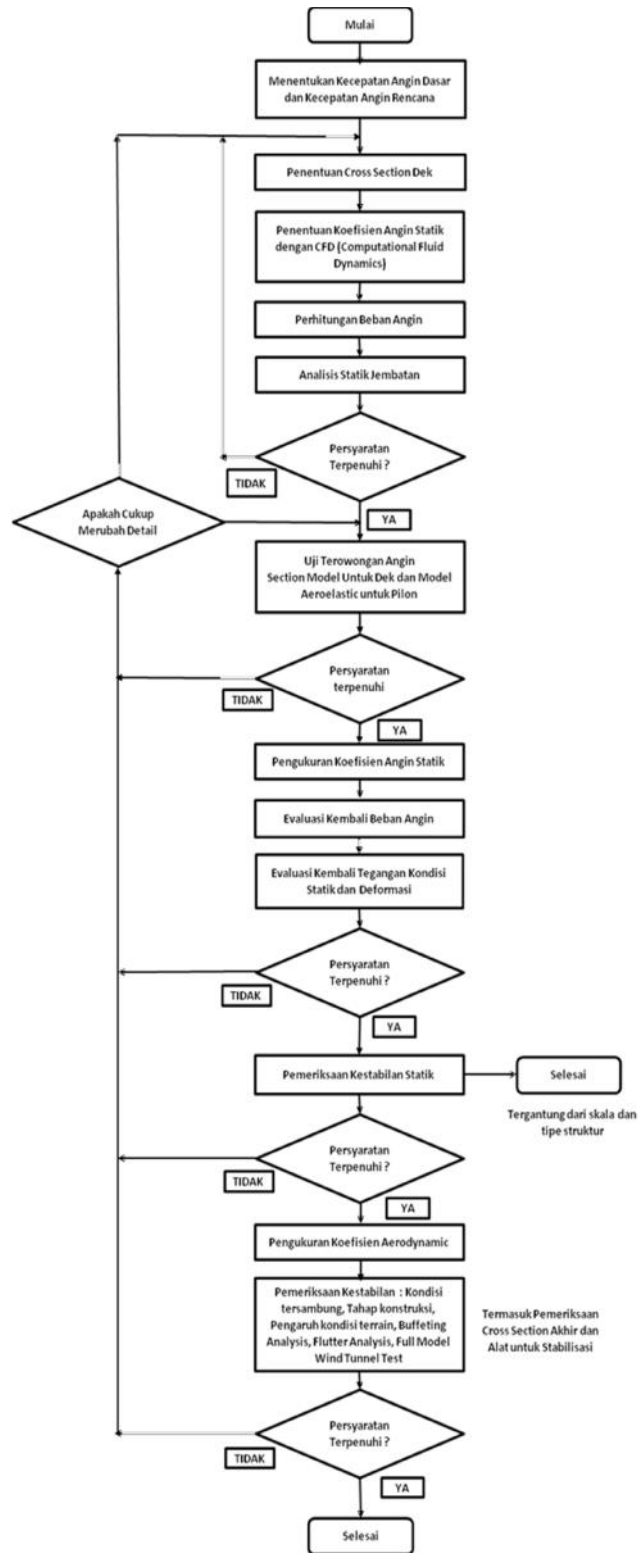 Mulai
Menentukan Kecepatan Angin Dasar
dan Kecepatan Angin Rencana
Penentuan Cross Section Dek
Penentuan Koefisien Angin Statik
dengan CFD (Computational Fluid
Dynamics)
Perhitungan Beban Angin
Analisis Statik Jembatan
Persyaratan
Terpenuhi ?
TIDAK
YA
Apakah Cukup
Merubah Detail
Uji Terowongan Angin
Section Model Untuk Dek dan Model
Aeroelastic untuk Pilon
Persyaratan
terpenuhi
TIDAK
YA
Pengukuran Koefisien Angin Statik
Evaluasi Kembali Beban Angin
Evaluasi Kembali Tegangan Kondisi
Statik dan Deformasi
Persyaratan
Terpenuhi ?
TIDAK
YA
Pemeriksaan Kestabilan Statik
Selesai
Tergantung dari skala dan
tipe struktur
Persyaratan
Terpenuhi ?
TIDAK
YA
Pengukuran Koefisien Aerodynamic
Pemeriksaan Kestabilan : Kondisi
tersambung, Tahap konstruksi,
Pengaruh kondisi terrain, Buffeting
Analysis, Flutter Analysis, Full Model
Wind Tunnel Test
Termasuk Pemeriksaan
Cross Section Akhir dan
Alat untuk Stabilisasi
Persyaratan
Terpenuhi ?
TIDAK
YA
Selesai